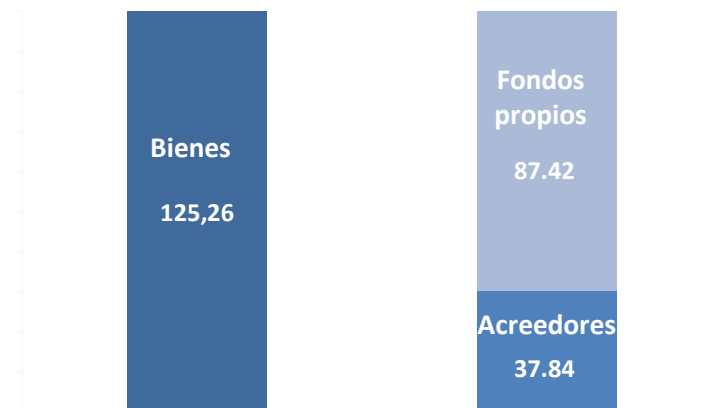 Bienes
125,26
Fondos
propios
87.42
Acreedores
37.84